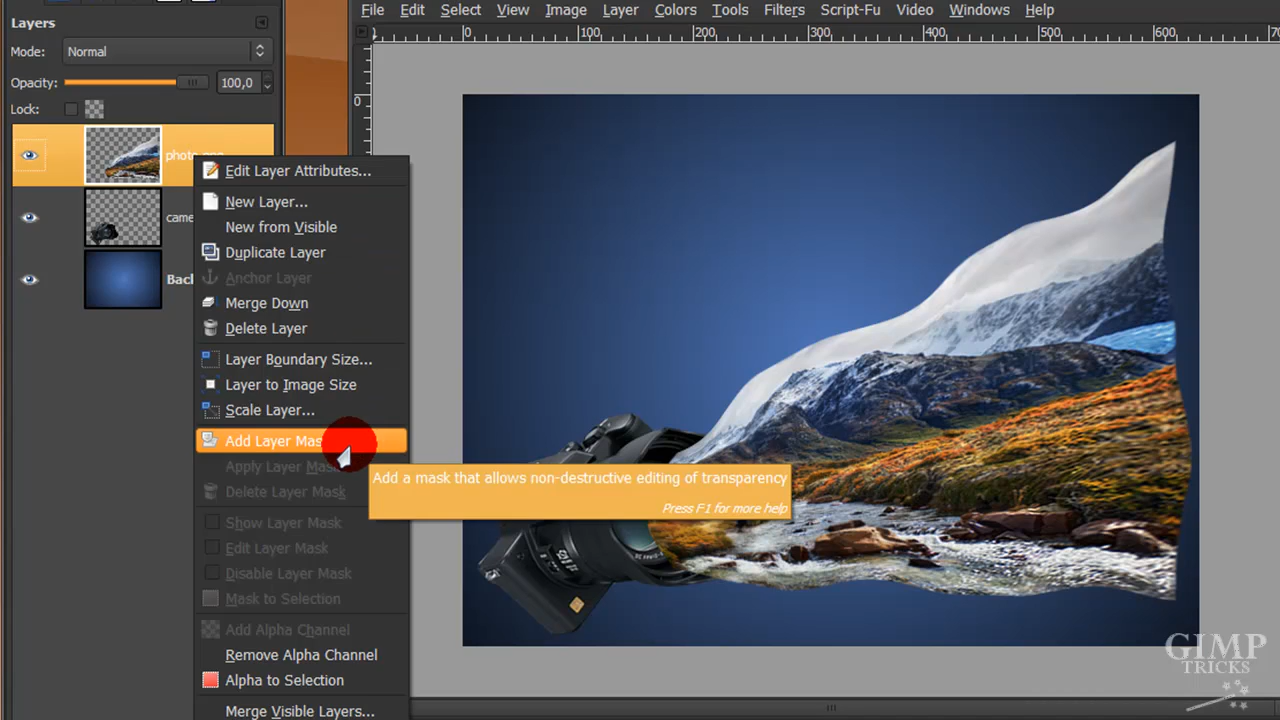 File Edit Select View Image Layer Colors Tools Filters Script-Fu Video Windows Help
Layers
Mode: Normal
Opacity: 100,0
Lock:
0 100 200 300 400 500 600
0
Edit Layer Attributes...
New Layer...
New from Visible
Duplicate Layer
Anchor Layer
Merge Down
Delete Layer
Layer Boundary Size...
Layer to Image Size
Scale Layer...
Add Layer Mas
Apply Layer Mask
Delete Layer Mask
Show Layer Mask
Edit Layer Mask
Disable Layer Mask
Mask to Selection
Add Alpha Channel
Remove Alpha Channel
Alpha to Selection
Merge Visible Layers...
came
Back
Add a mask that allows non-destructive editing of transparency
Press F1 for more help
GIMP
TRICKS